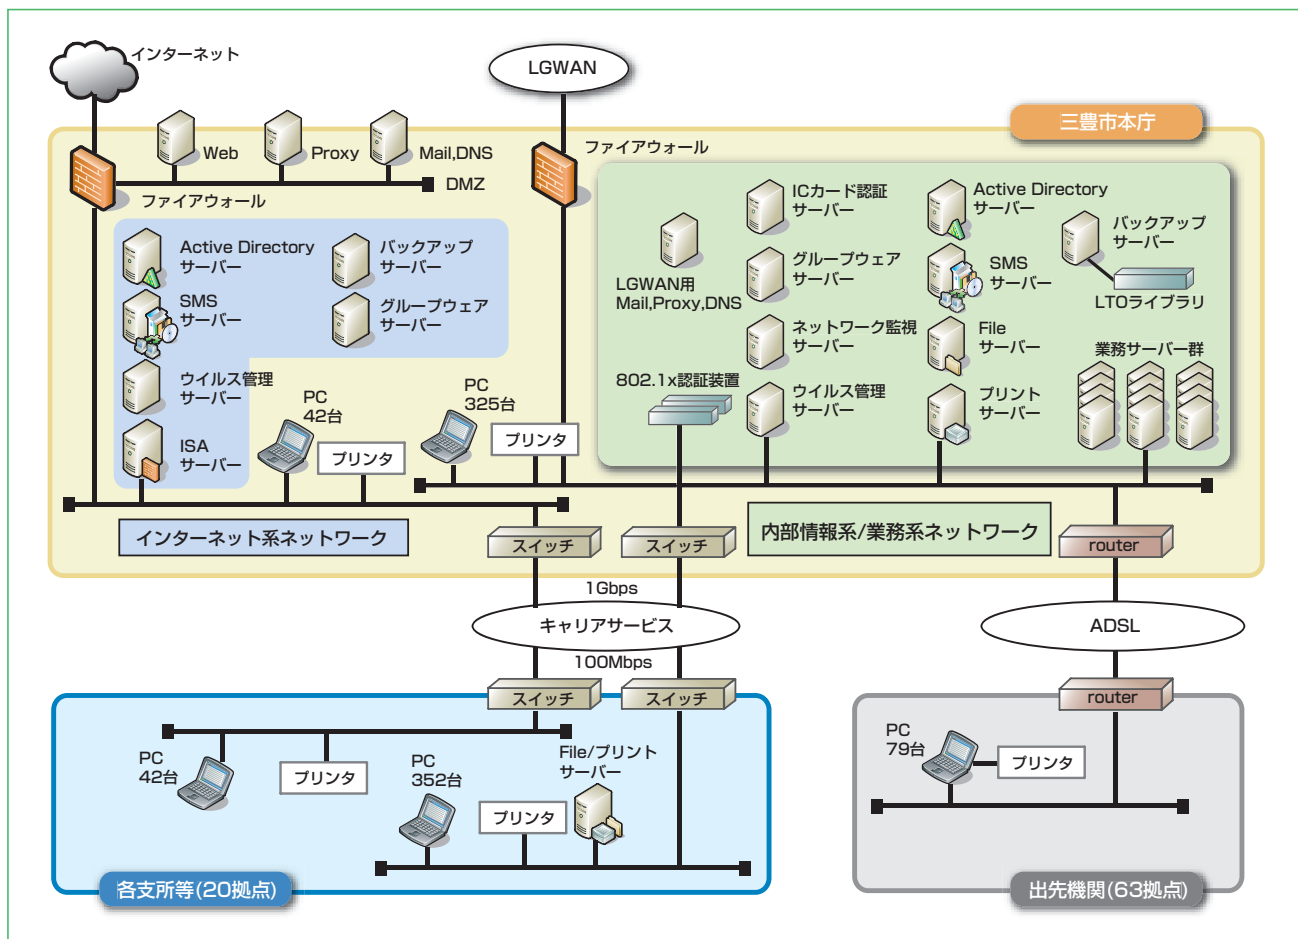 インターネット
LGWAN
三豊市本庁
Web
Proxy
Mail,DNS
ファイアウォール
DMZ
ファイアウォール
Active Directory
サーバー
バックアップ
サーバー
SMS
サーバー
グループウェア
サーバー
ウイルス管理
サーバー
ISA
サーバー
PC
42台
プリンタ
PC
325台
プリンタ
LGWAN用
Mail,Proxy,DNS
802.1x認証装置
ICカード認証
サーバー
グループウェア
サーバー
ネットワーク監視
サーバー
ウイルス管理
サーバー
Active Directory
サーバー
SMS
サーバー
File
サーバー
プリント
サーバー
バックアップ
サーバー
LTOライブラリ
業務サーバー群
インターネット系ネットワーク
スイッチ
スイッチ
内部情報系/業務系ネットワーク
router
1Gbps
キャリアサービス
100Mbps
ADSL
スイッチ
スイッチ
router
PC
42台
プリンタ
PC
352台
プリンタ
File/プリント
サーバー
各支所等(20拠点)
PC
79台
プリンタ
出先機関(63拠点)